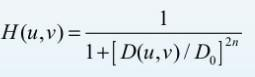 H(u,v) = 1 / (1 + [D(u,v) / D₀]²ⁿ)